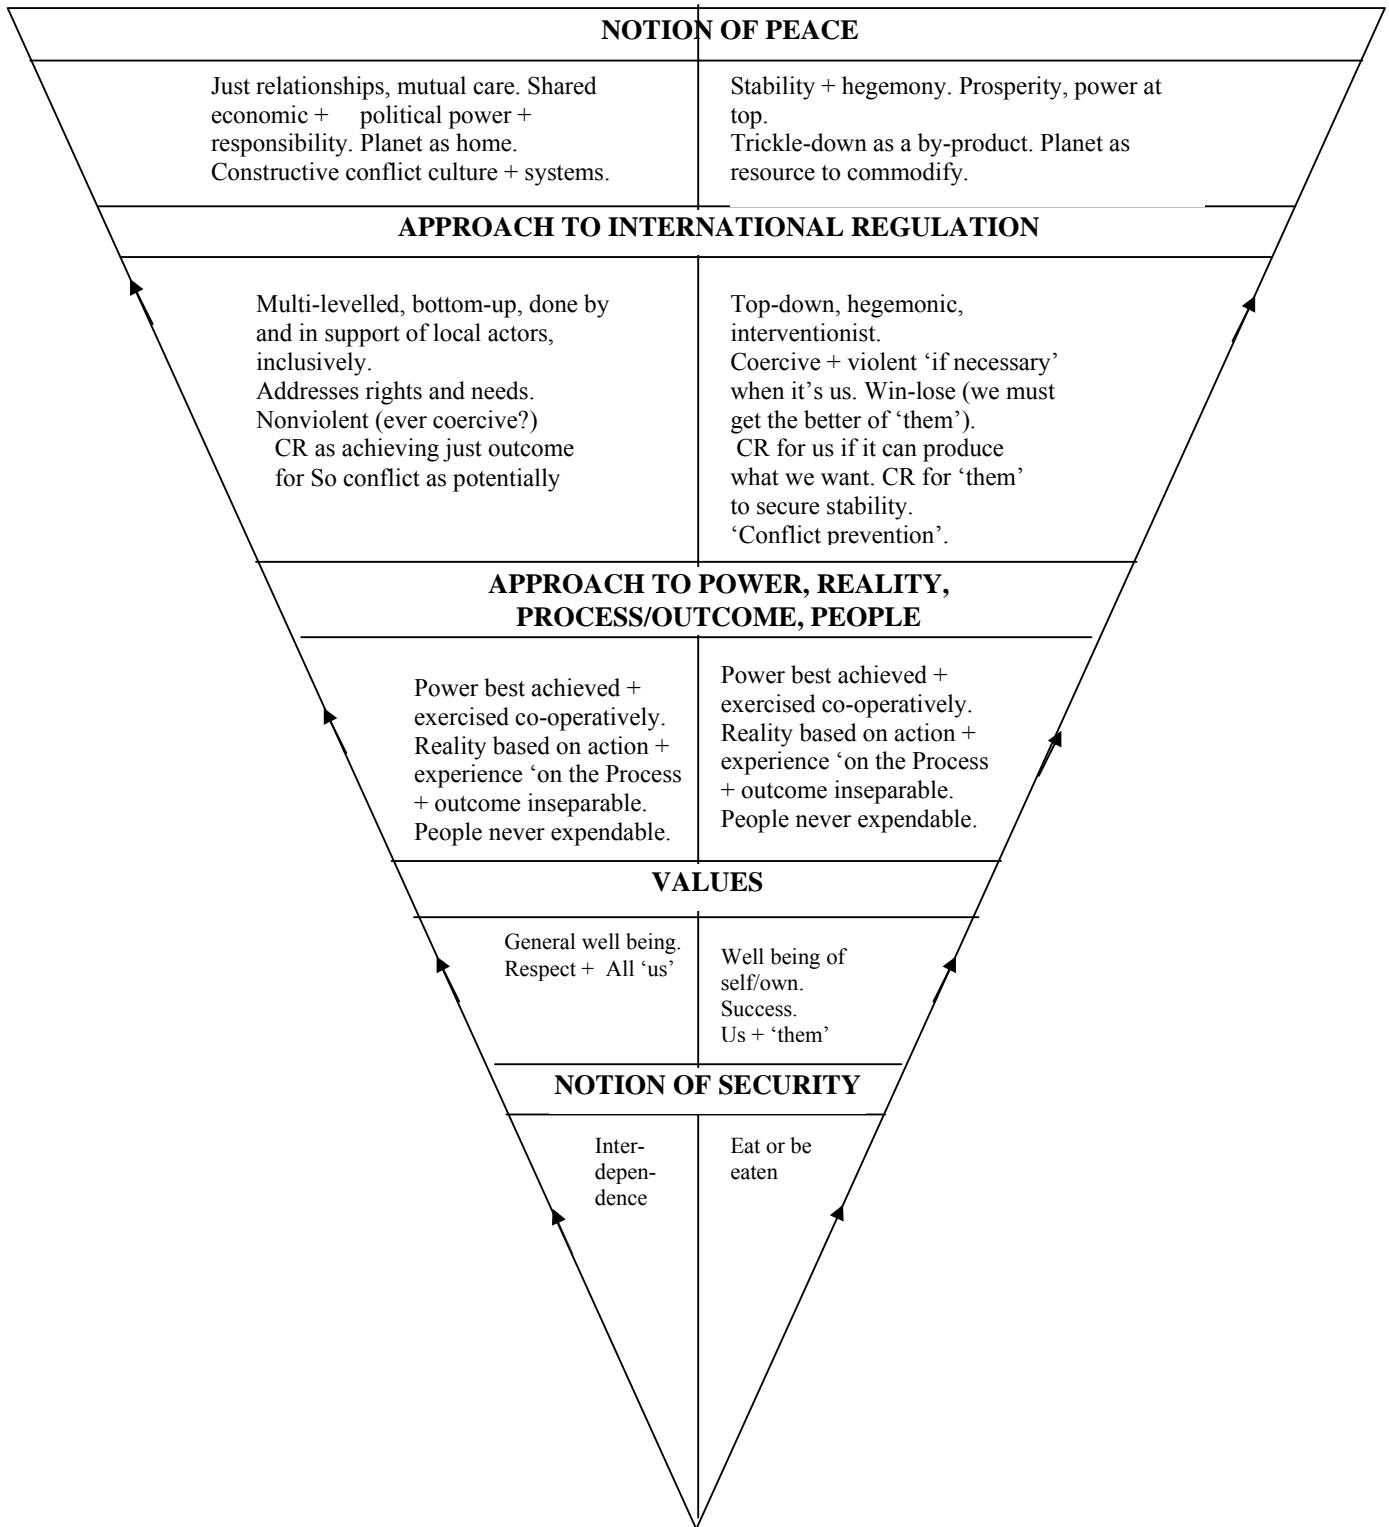 NOTION OF PEACE
Just relationships, mutual care. Shared
economic + political power +
responsibility. Planet as home.
Constructive conflict culture + systems.
Stability + hegemony. Prosperity, power at
top.
Trickle-down as a by-product. Planet as
resource to commodify.
APPROACH TO INTERNATIONAL REGULATION
Multi-levelled, bottom-up, done by
and in support of local actors,
inclusively.
Addresses rights and needs.
Nonviolent (ever coercive?)
CR as achieving just outcome
for So conflict as potentially
Top-down, hegemonic,
interventionist.
Coercive + violent ‘if necessary’
when it’s us. Win-lose (we must
get the better of ‘them’).
CR for us if it can produce
what we want. CR for ‘them’
to secure stability.
‘Conflict prevention’.
APPROACH TO POWER, REALITY,
PROCESS/OUTCOME, PEOPLE
Power best achieved +
exercised co-operatively.
Reality based on action +
experience ‘on the Process
+ outcome inseparable.
People never expendable.
Power best achieved +
exercised co-operatively.
Reality based on action +
experience ‘on the Process
+ outcome inseparable.
People never expendable.
VALUES
General well being.
Respect + All ‘us’
Well being of
self/own.
Success.
Us + ‘them’
NOTION OF SECURITY
Inter-
depen-
dence
Eat or be
eaten